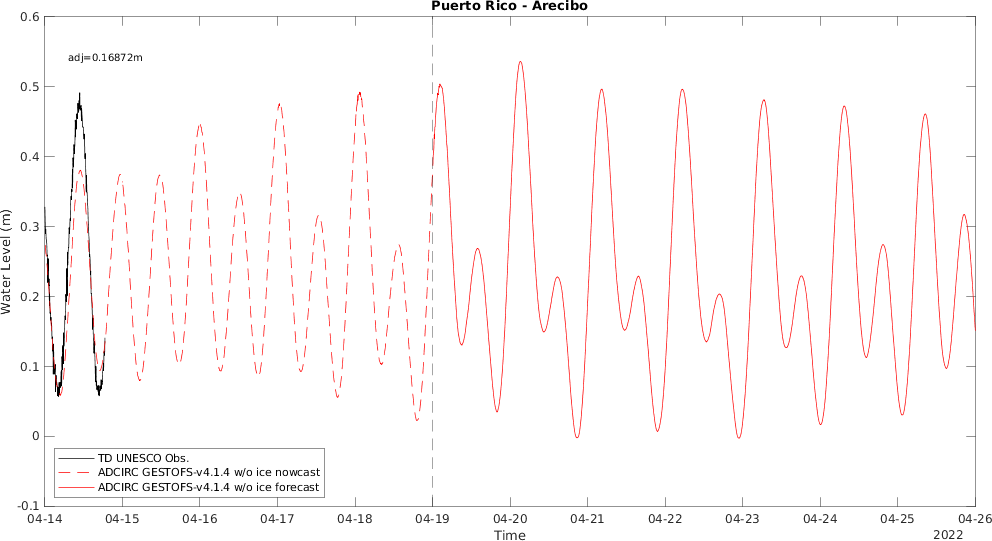 Puerto Rico - Arecibo
0.6
adj=0.16872m
0.5
0.4
0.3
0.2
0.1
0
-0.1
Water Level (m)
TD UNESCO Obs.
ADCIRC GESTOFS-v4.1.4 w/o ice nowcast
ADCIRC GESTOFS-v4.1.4 w/o ice forecast
04-14 04-15 04-16 04-17 04-18 04-19 04-20 04-21 04-22 04-23 04-24 04-25 04-26
Time
2022